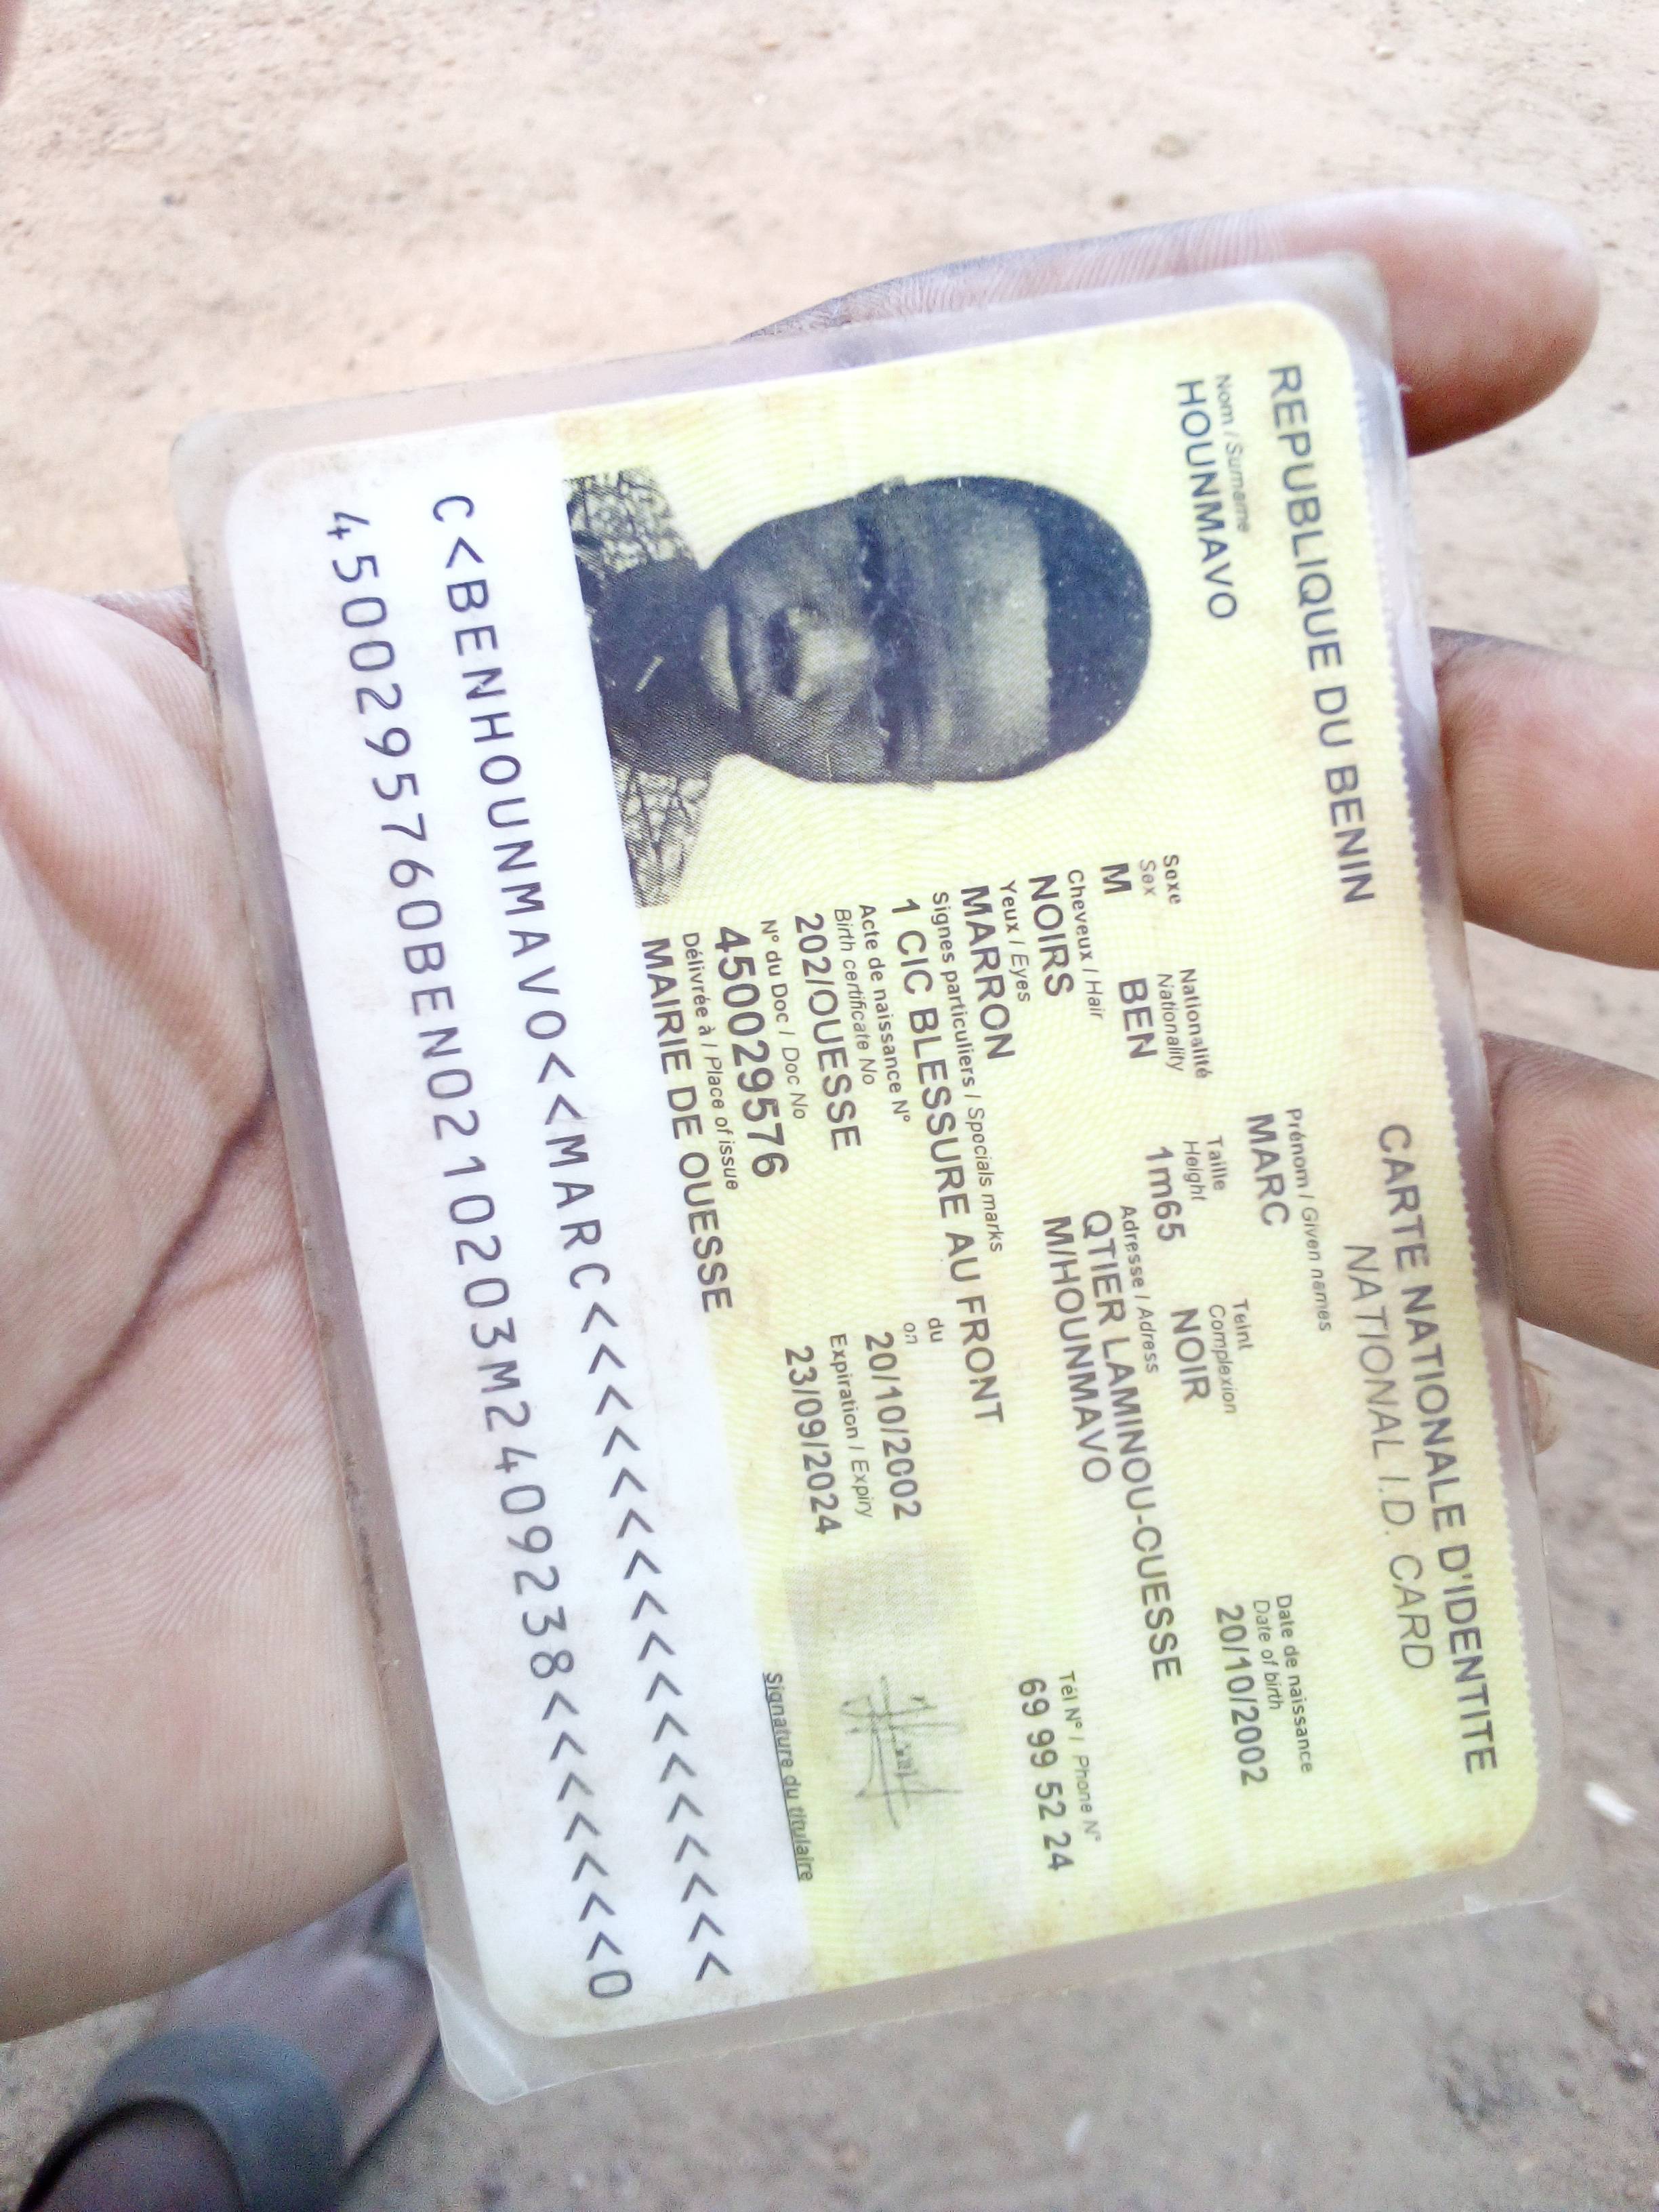 REPUBLIQUE DU BENIN
CARTE NATIONALE D'IDENTITE
NATIONAL I.D. CARD
Nom / Surname
HOUNMAVO
Prénom / Given names
MARC
Date de naissance
Date of birth
20/10/2002
Sexe
Sex
M
Nationalité
Nationality
BEN
Taille
Height
1m65
Teint
Complexion
NOIR
Cheveux / Hair
NOIRS
Adresse / Adress
QTIER LAMINOU-OUESSE
M/HOUNMAVO
Tél N° / Phone N°
69 99 52 24
Yeux / Eyes
MARRON
Signes particuliers / Specials marks
1 CIC BLESSURE AU FRONT
Acte de naissance N°
Birth certificate No
202/OUESSE
du
on
20/10/2002
N° du Doc / Doc No
450029576
Expiration / Expiry
23/09/2024
Délivrée à / Place of issue
MAIRIE DE OUESSE
Signature du titulaire
C<BENHOUNMAVO<<MARC<<<<<<<<<<<<<<<<<
4500295760BEN0210203M2409238<<<<<<<0